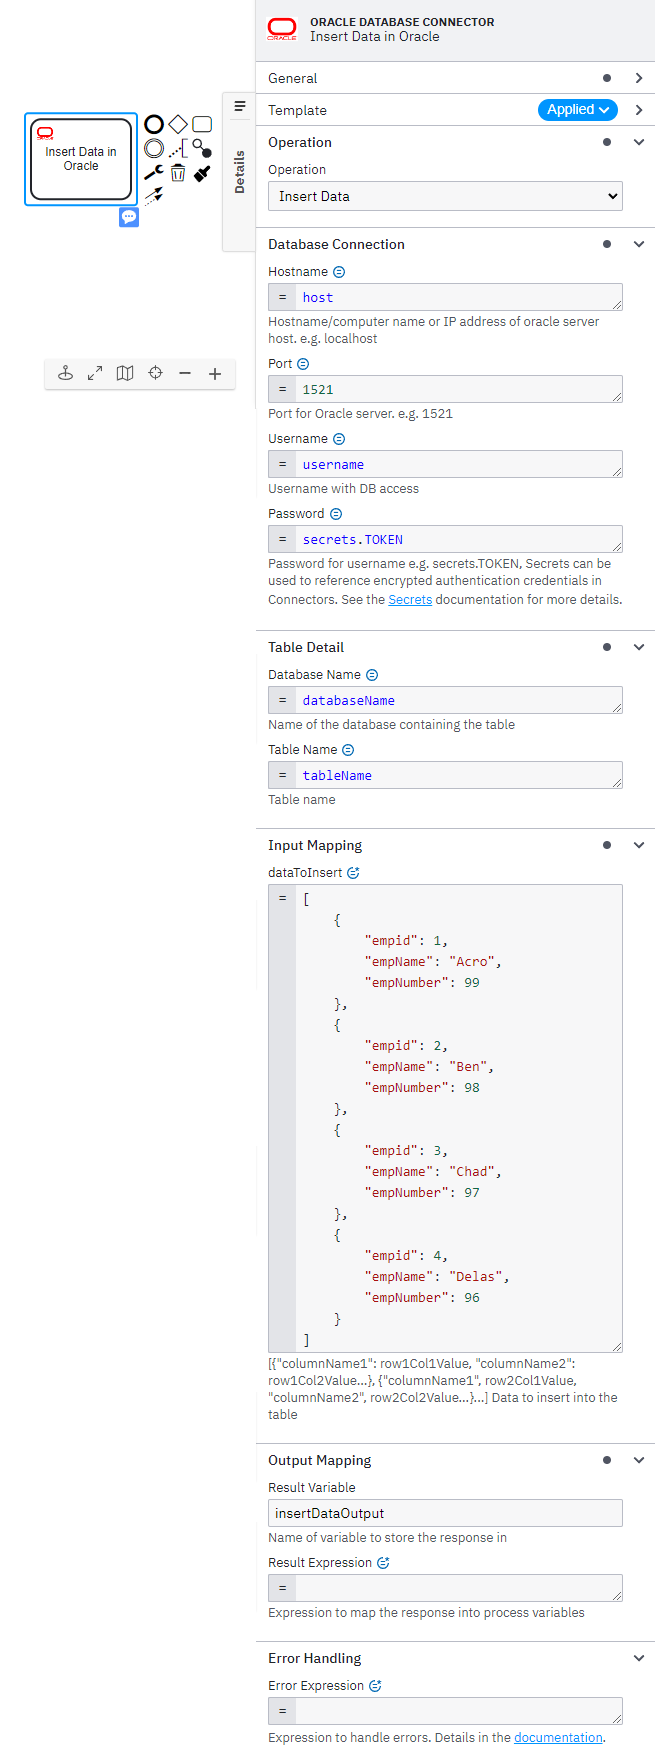 ORACLE DATABASE CONNECTOR
Insert Data in Oracle
ORACLE
General
Template
Applied
Insert Data in
Oracle
Details
Operation
Operation
Insert Data
Database Connection
Hostname
= host
Hostname/computer name or IP address of oracle server
host. e.g. localhost
Port
= 1521
Port for Oracle server. e.g. 1521
Username
= username
Username with DB access
Password
= secrets.TOKEN
Password for username e.g. secrets.TOKEN, Secrets can be
used to reference encrypted authentication credentials in
Connectors. See the Secrets documentation for more details.
Table Detail
Database Name
= databaseName
Name of the database containing the table
Table Name
= tableName
Table name
Input Mapping
dataToInsert
= [
{
"empid": 1,
"empName": "Acro",
"empNumber": 99
},
{
"empid": 2,
"empName": "Ben",
"empNumber": 98
},
{
"empid": 3,
"empName": "Chad",
"empNumber": 97
},
{
"empid": 4,
"empName": "Delas",
"empNumber": 96
}
]
[{"columnName1": row1Col1Value, "columnName2":
row1Col2Value...}, {"columnName1", row2Col1Value,
"columnName2", row2Col2Value...}...] Data to insert into the
table
Output Mapping
Result Variable
insertDataOutput
Name of variable to store the response in
Result Expression
=
Expression to map the response into process variables
Error Handling
Error Expression
=
Expression to handle errors. Details in the documentation.